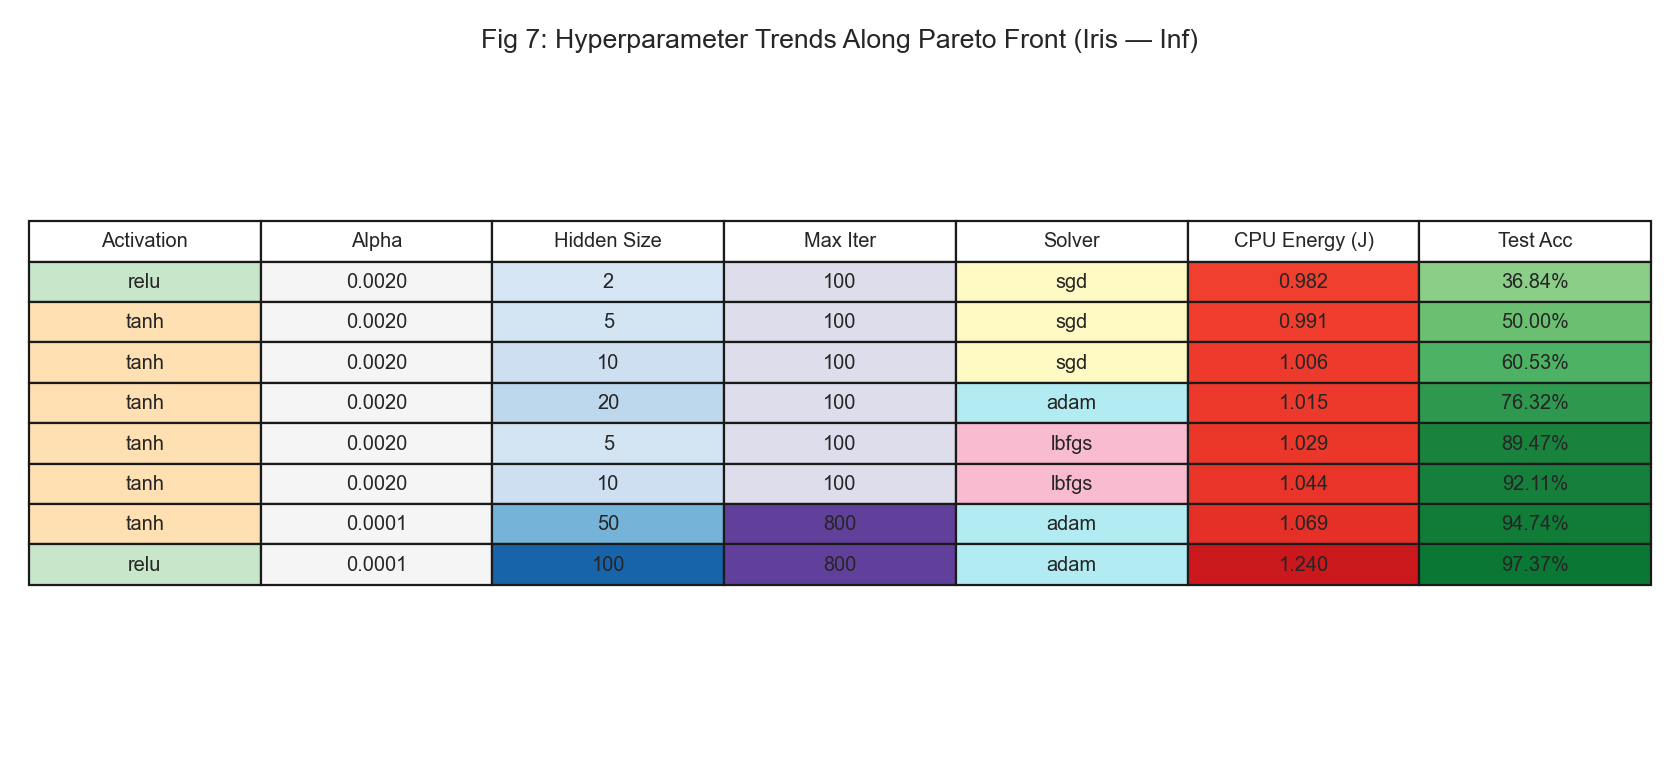 Fig 7: Hyperparameter Trends Along Pareto Front (Iris — Inf)
Activation Alpha Hidden Size Max Iter Solver CPU Energy (J) Test Acc
relu 0.0020 2 100 sgd 0.982 36.84%
tanh 0.0020 5 100 sgd 0.991 50.00%
tanh 0.0020 10 100 sgd 1.006 60.53%
tanh 0.0020 20 100 adam 1.015 76.32%
tanh 0.0020 5 100 lbfgs 1.029 89.47%
tanh 0.0020 10 100 lbfgs 1.044 92.11%
tanh 0.0001 50 800 adam 1.069 94.74%
relu 0.0001 100 800 adam 1.240 97.37%